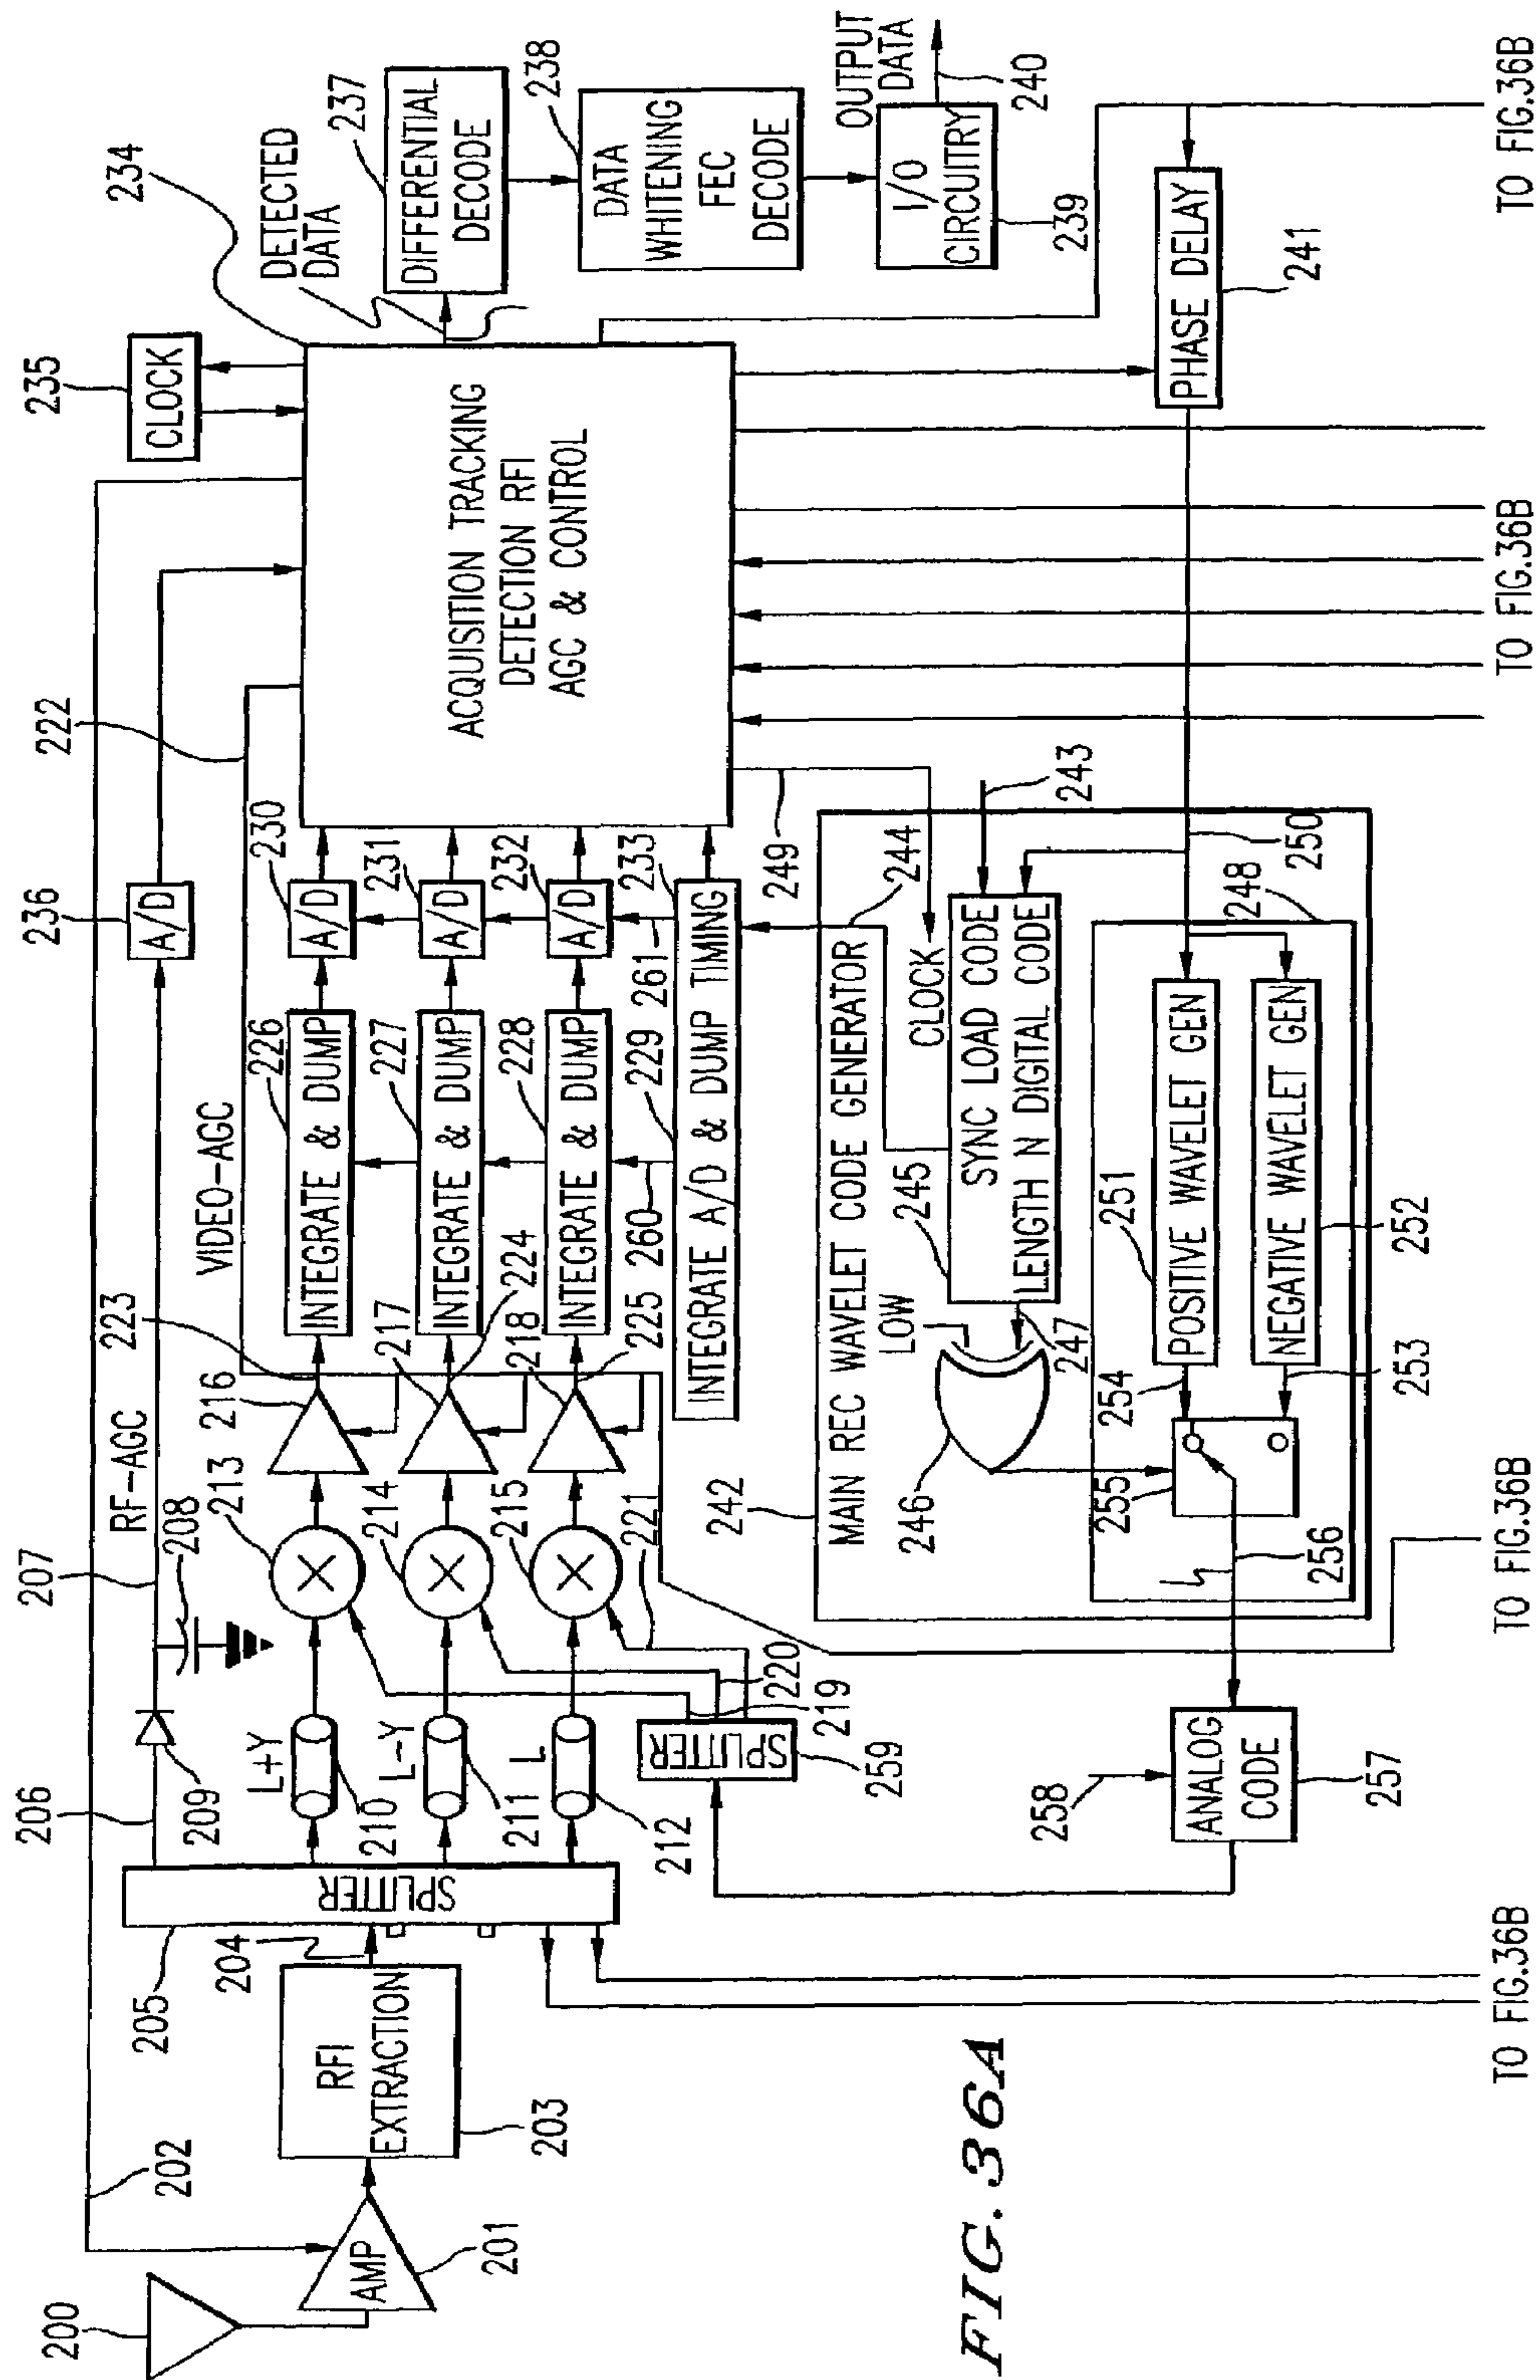 200
AMP
201
202
RFI
EXTRACTION
203
204
205
SPLITTER
206
209
207
208
RF-AGC
L+Y
210
L-Y
211
L
212
213
214
215
216
217
218
219
220
221
SPLITTER
259
222
VIDEO-AGC
223
224
225
INTEGRATE & DUMP
226
INTEGRATE & DUMP
227
INTEGRATE & DUMP
228
260
229
INTEGRATE A/D & DUMP TIMING
236
A/D
A/D
230
A/D
231
A/D
232
261
233
ACQUISITION TRACKING
DETECTION RFI
AGC & CONTROL
234
235
CLOCK
DETECTED
DATA
DIFFERENTIAL
DECODE
237
DATA
WHITENING
FEC
DECODE
238
I/O
CIRCUITRY
239
OUTPUT
DATA
240
PHASE DELAY
241
242
MAIN REC WAVELET CODE GENERATOR
249
244
243
CLOCK
245
SYNC LOAD CODE
LENGTH N DIGITAL CODE
LOW
246
247
250
248
251
POSITIVE WAVELET GEN
NEGATIVE WAVELET GEN
252
254
253
255
256
258
ANALOG
CODE
257
TO FIG.36B
TO FIG.36B
TO FIG.36B
TO FIG.36B
FIG. 36A